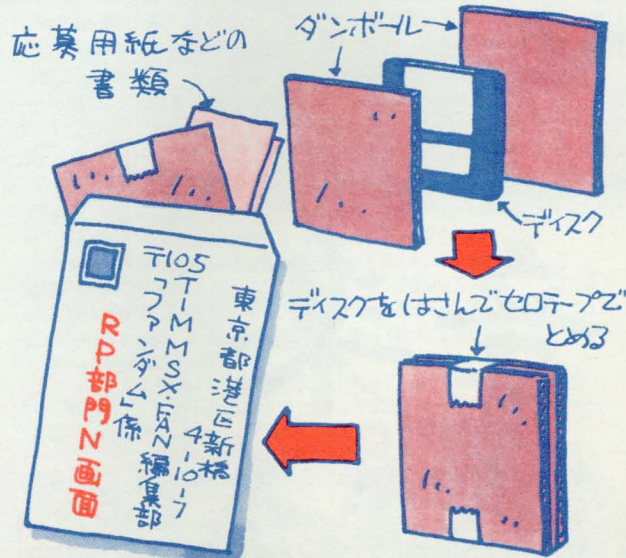 応募用紙などの
書類
ダンボール
ディスク
ディスクをはさんでセロテープで
とめる
〒105
東京都港区新橋
4-10-7
TIM MSX・FAN編集部
「ファンダム」係
RP部門N画面